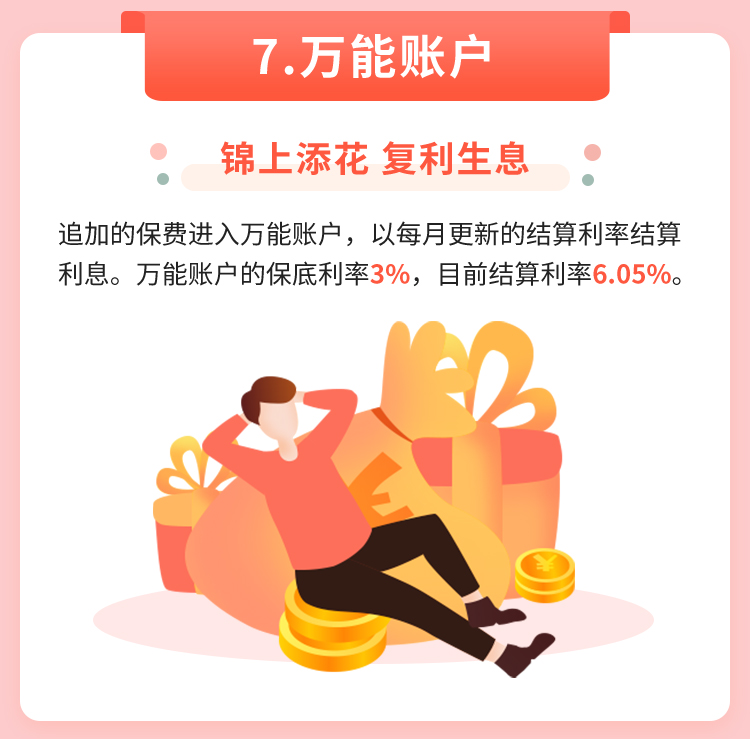 7.万能账户
锦上添花 复利生息
追加的保费进入万能账户，以每月更新的结算利率结算
利息。万能账户的保底利率3%，目前结算利率6.05%。
¥